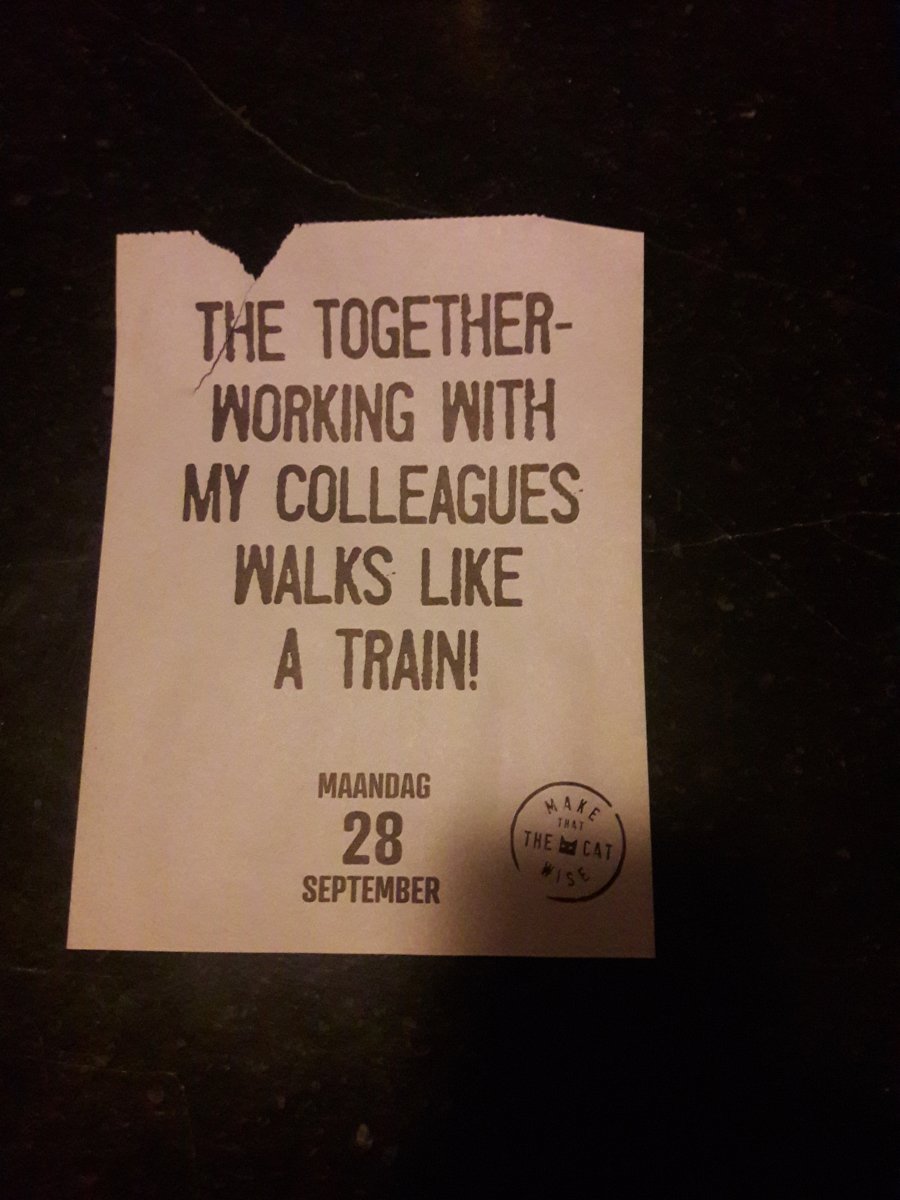 THE TOGETHER-
WORKING WITH
MY COLLEAGUES
WALKS LIKE
A TRAIN!
MAANDAG
28
SEPTEMBER
MAKE
THAT
THE CAT
WISE